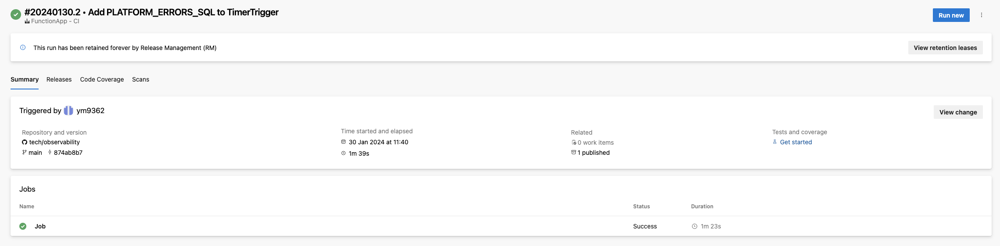 #20240130.2 • Add PLATFORM_ERRORS_SQL to TimerTrigger
FunctionApp - CI
Run new
This run has been retained forever by Release Management (RM)
View retention leases
Summary Releases Code Coverage Scans
Triggered by ym9362
View change
Repository and version
tech/observability
main 874ab8b7
Time started and elapsed
30 Jan 2024 at 11:40
1m 39s
Related
0 work items
1 published
Tests and coverage
Get started
Jobs
Name Status Duration
Job Success 1m 23s